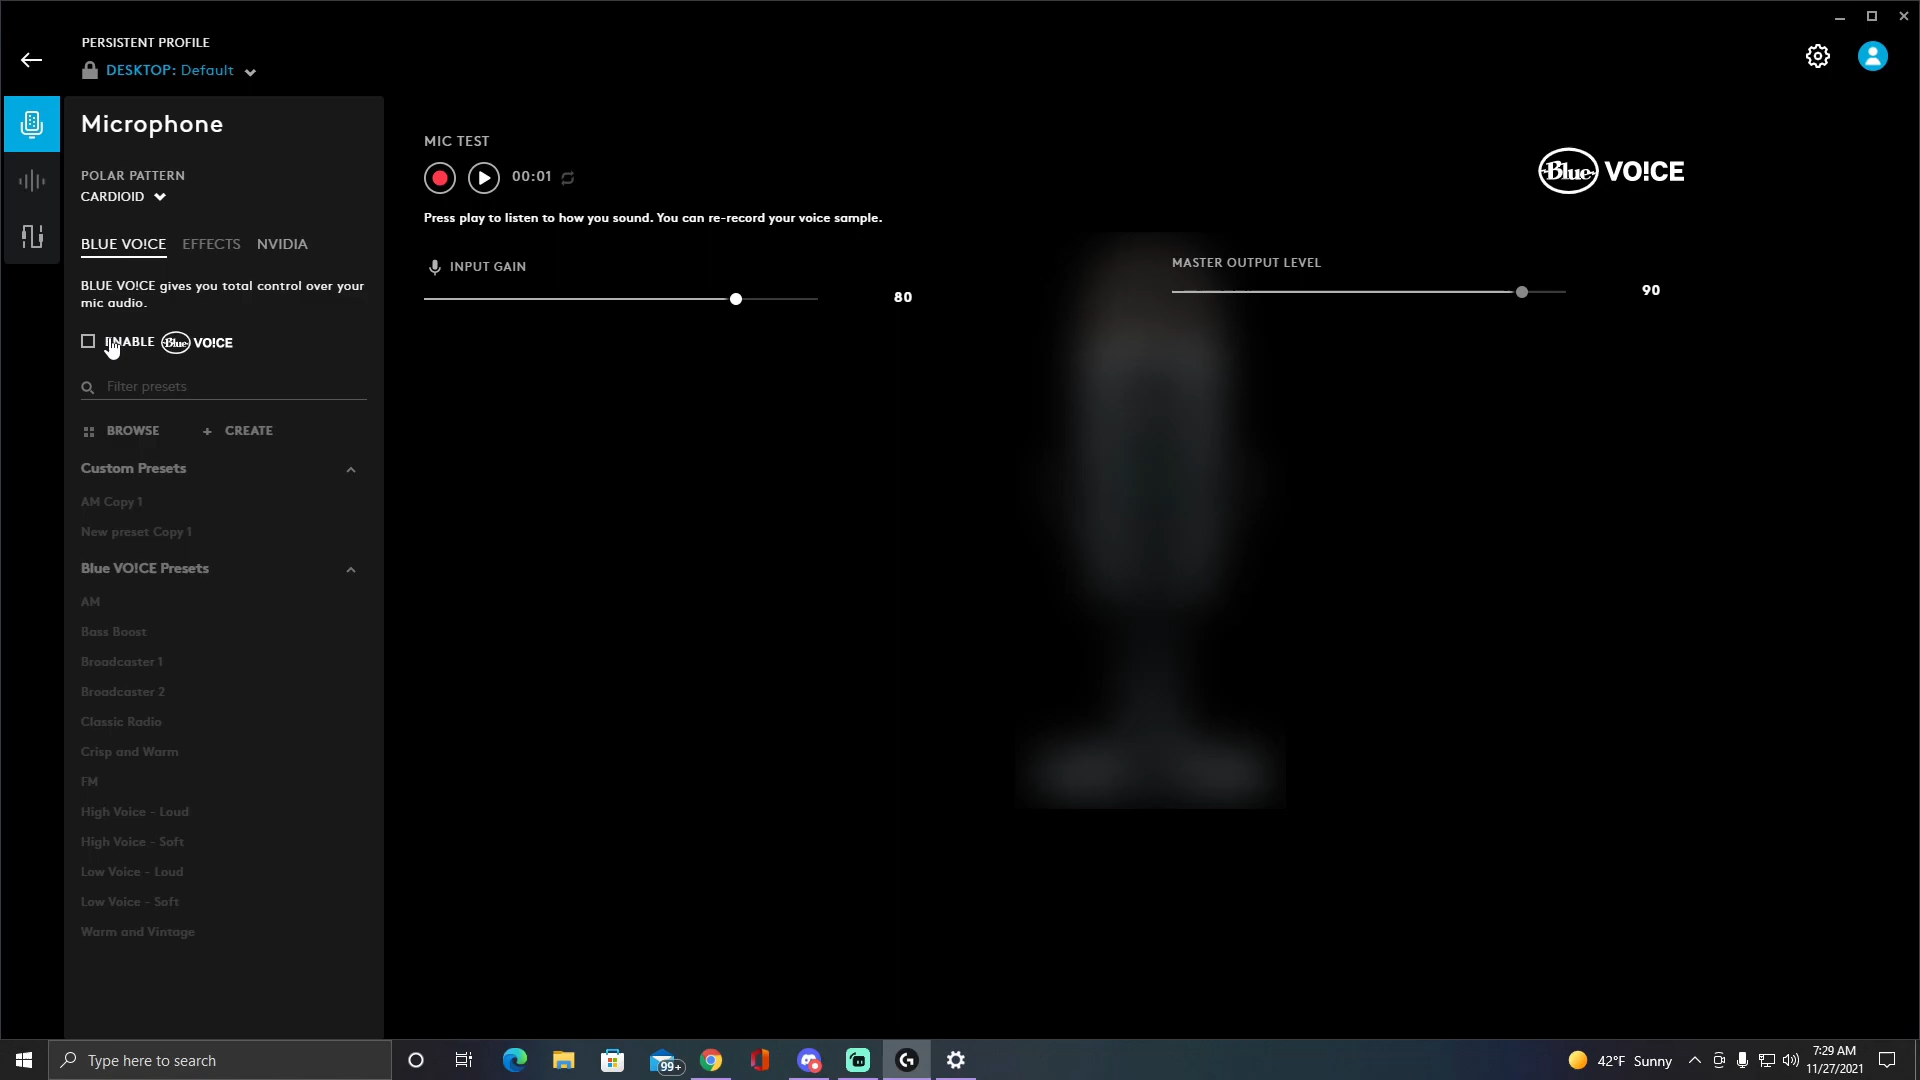 PERSISTENT PROFILE
DESKTOP: Default
Microphone
POLAR PATTERN
CARDIOID
BLUE VO!CE EFFECTS NVIDIA
BLUE VO!CE gives you total control over your
mic audio.
ENABLE Blue VO!CE
Filter presets
BROWSE + CREATE
Custom Presets
AM Copy 1
New preset Copy 1
Blue VO!CE Presets
AM
Bass Boost
Broadcaster 1
Broadcaster 2
Classic Radio
Crisp and Warm
FM
High Voice - Loud
High Voice - Soft
Low Voice - Loud
Low Voice - Soft
Warm and Vintage
MIC TEST
00:01
Press play to listen to how you sound. You can re-record your voice sample.
INPUT GAIN
80
Blue VO!CE
MASTER OUTPUT LEVEL
90
Type here to search
99+
42°F Sunny
7:29 AM
11/27/2021